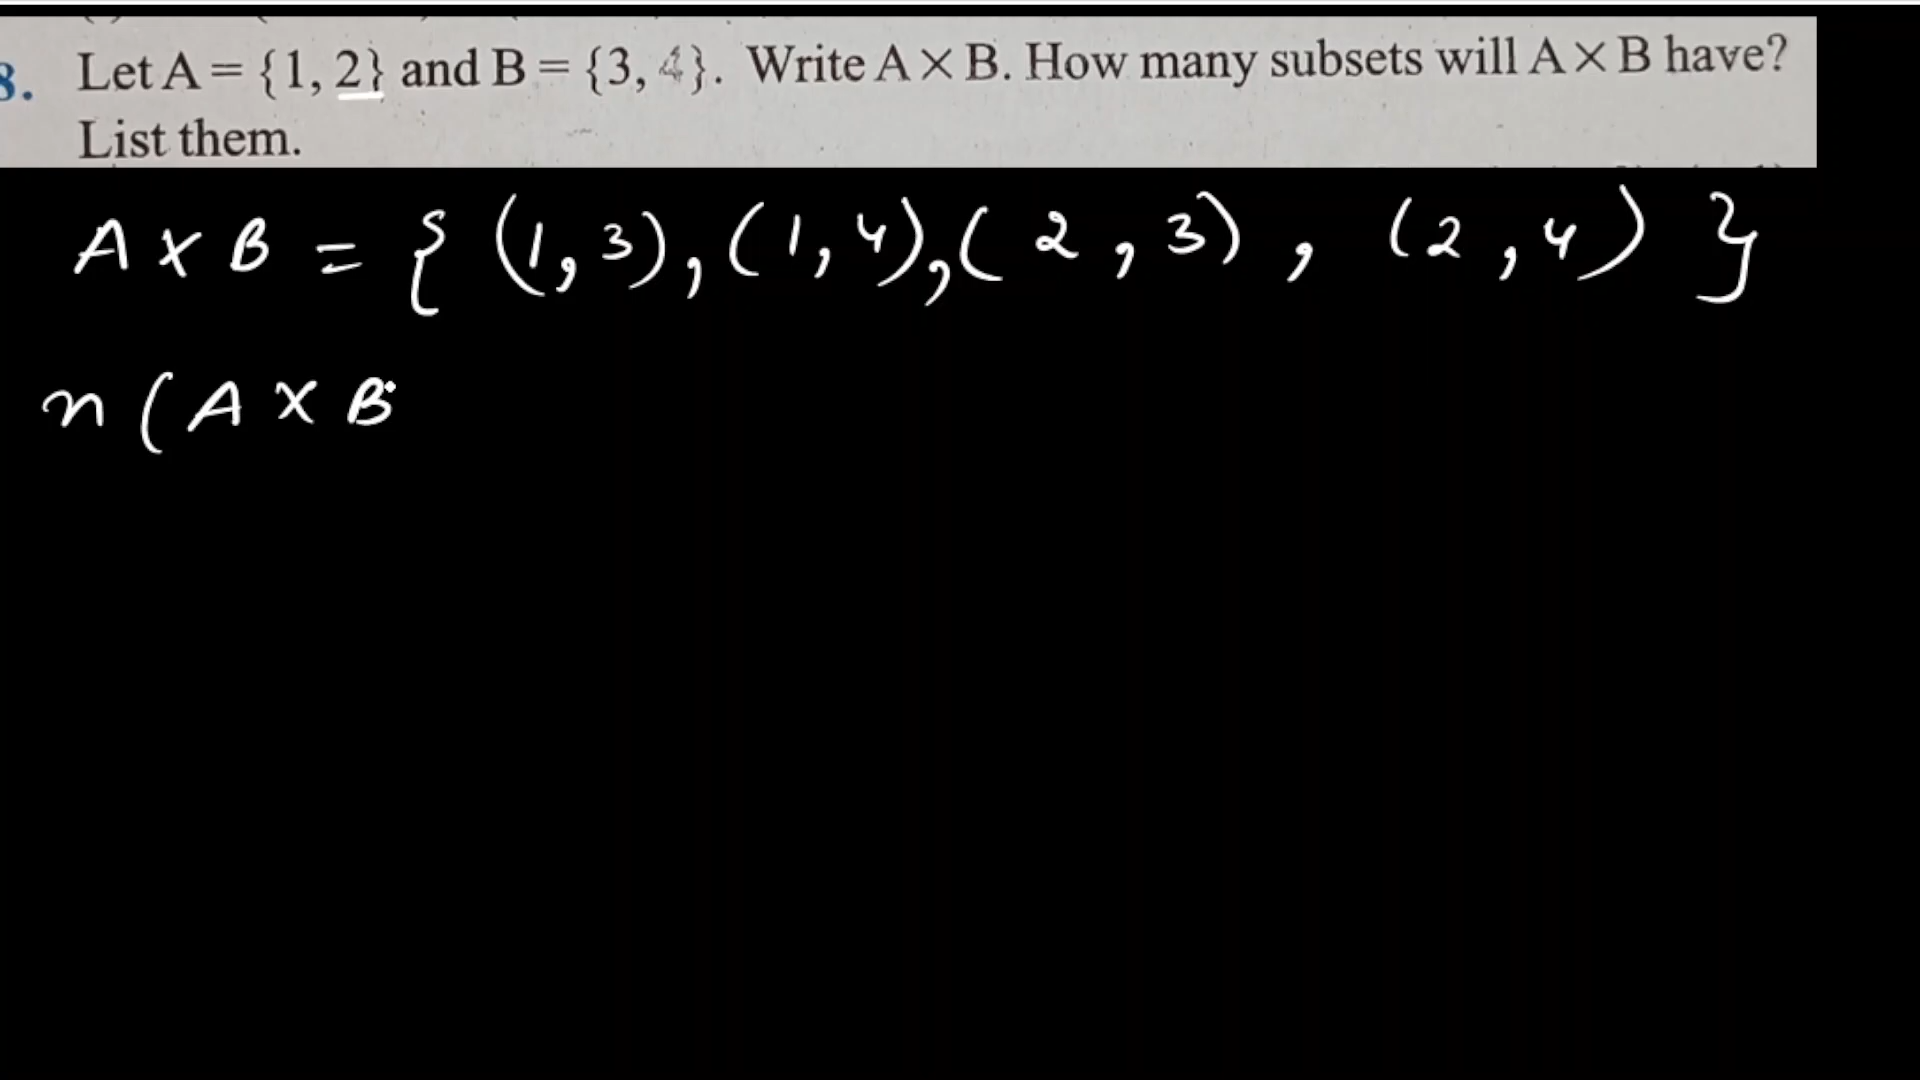 8. Let A = {1, 2} and B = {3, 4}. Write A × B. How many subsets will A × B have?
List them.
A × B = { (1, 3), (1, 4), (2, 3), (2, 4) }
n (A × B